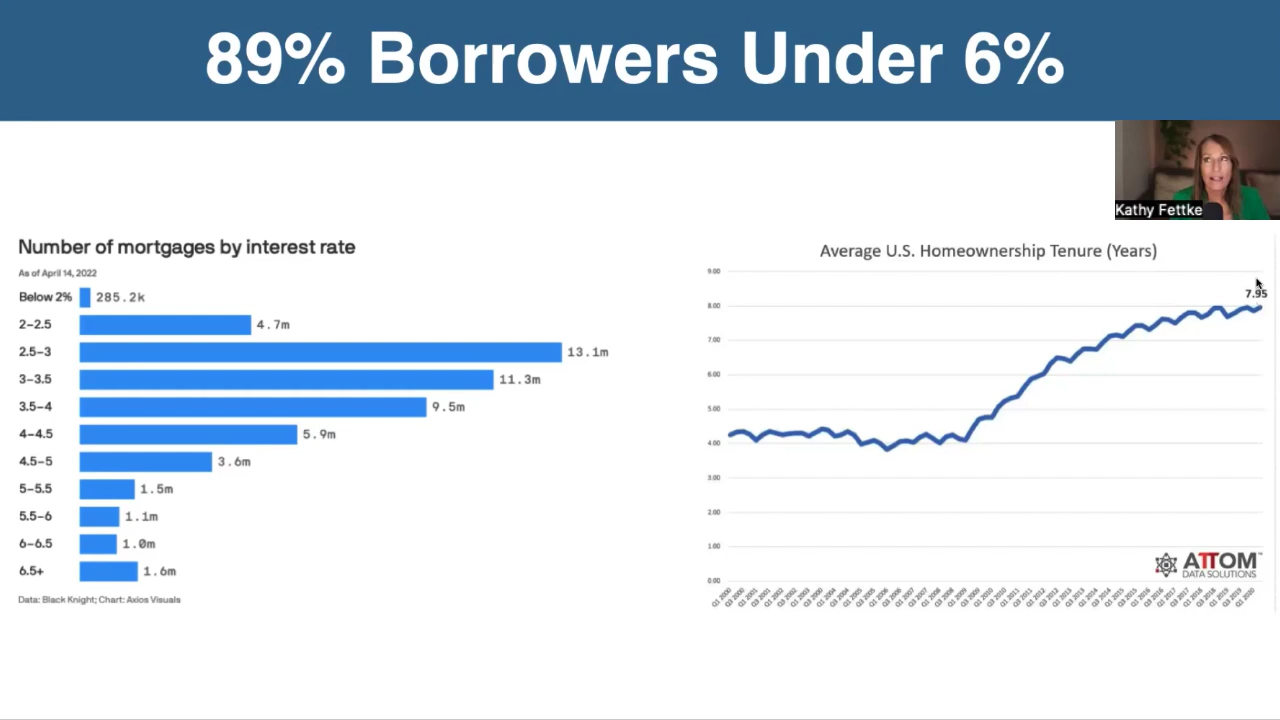 89% Borrowers Under 6%
Kathy Fettke
Number of mortgages by interest rate
As of April 14, 2022
Below 2% 285.2k
2–2.5 4.7m
2.5–3 13.1m
3–3.5 11.3m
3.5–4 9.5m
4–4.5 5.9m
4.5–5 3.6m
5–5.5 1.5m
5.5–6 1.1m
6–6.5 1.0m
6.5+ 1.6m
Data: Black Knight; Chart: Axios Visuals
Average U.S. Homeownership Tenure (Years)
9.00
7.95
8.00
7.00
6.00
5.00
4.00
3.00
2.00
1.00
0.00
ATTOM™
DATA SOLUTIONS